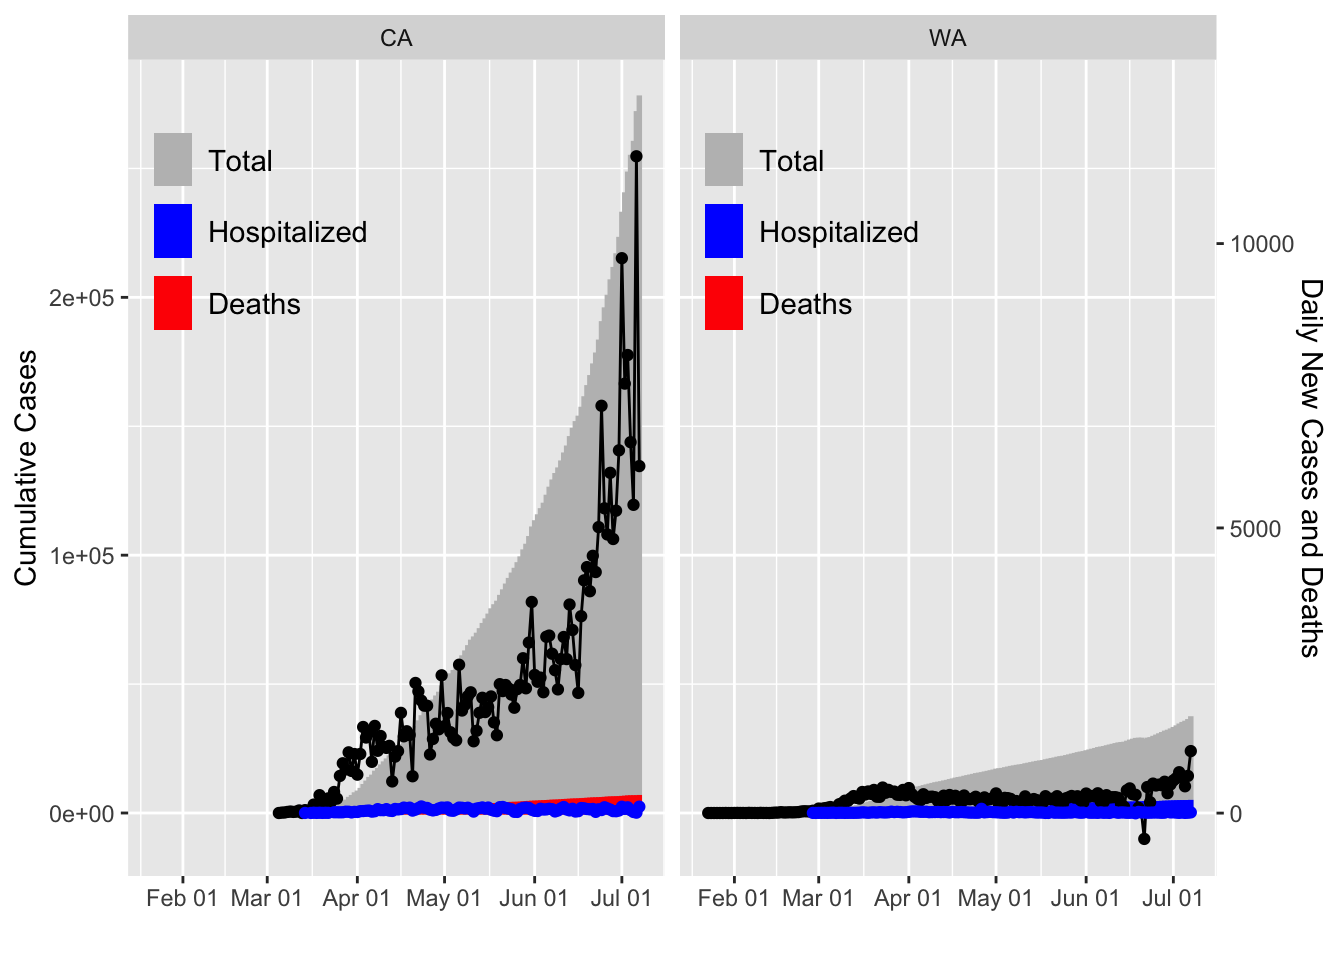 CA
WA
Total
Hospitalized
Deaths
Total
Hospitalized
Deaths
Cumulative Cases
2e+05
1e+05
0e+00
10000
5000
0
Daily New Cases and Deaths
Feb 01 Mar 01 Apr 01 May 01 Jun 01 Jul 01
Feb 01 Mar 01 Apr 01 May 01 Jun 01 Jul 01